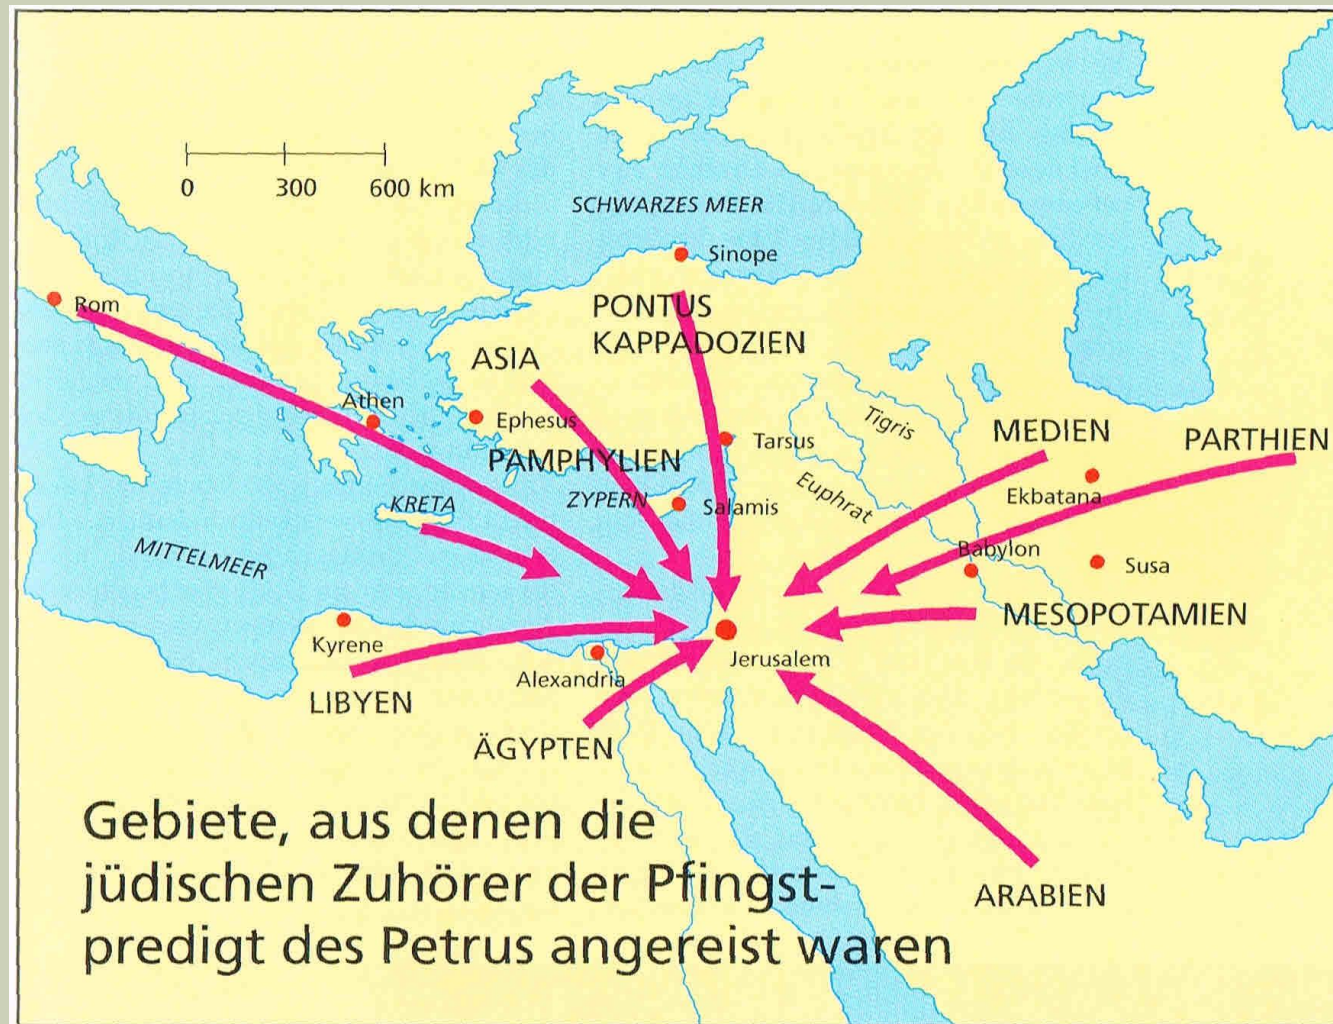 0 300 600 km
SCHWARZES MEER
Sinope
Rom
PONTUS
KAPPADOZIEN
ASIA
Athen
Ephesus
Tigris
MEDIEN
PARTHIEN
Tarsus
PAMPHYLIEN
Euphrat
Ekbatana
KRETA
ZYPERN
Salamis
MITTELMEER
Babylon
Susa
MESOPOTAMIEN
Kyrene
Jerusalem
Alexandria
LIBYEN
ÄGYPTEN
ARABIEN
Gebiete, aus denen die
jüdischen Zuhörer der Pfingst-
predigt des Petrus angereist waren